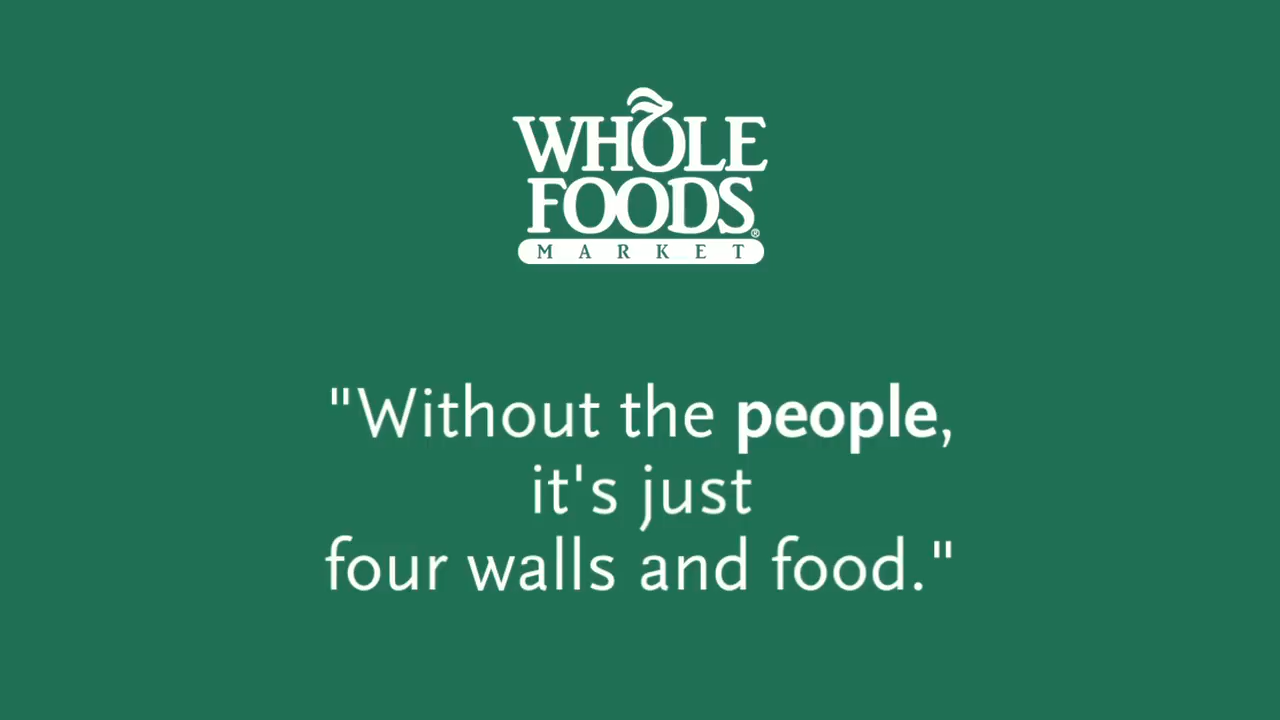 WHOLE
FOODS®
MARKET
"Without the people,
it's just
four walls and food."